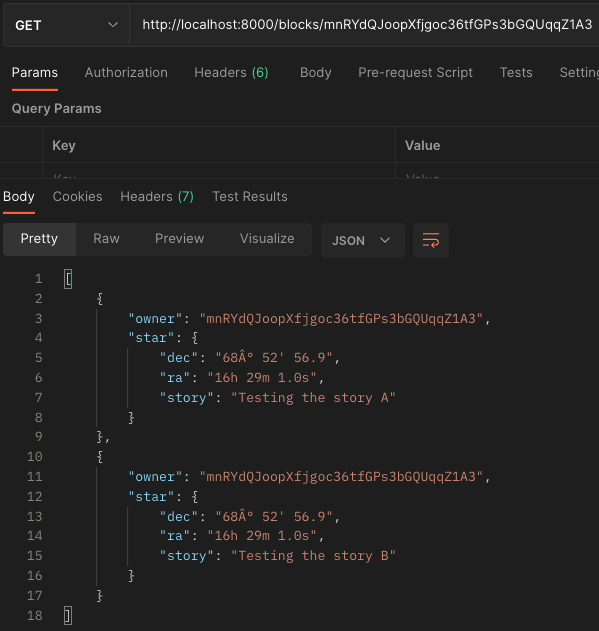 GET http://localhost:8000/blocks/mnRYdQJoopXfjgoc36tfGPs3bGQUqqZ1A3
Params Authorization Headers (6) Body Pre-request Script Tests Settin
Query Params
Key Value
Key Value
Body Cookies Headers (7) Test Results
Pretty Raw Preview Visualize JSON
1 [
2 {
3 "owner": "mnRYdQJoopXfjgoc36tfGPs3bGQUqqZ1A3",
4 "star": {
5 "dec": "68Â° 52' 56.9",
6 "ra": "16h 29m 1.0s",
7 "story": "Testing the story A"
8 }
9 },
10 {
11 "owner": "mnRYdQJoopXfjgoc36tfGPs3bGQUqqZ1A3",
12 "star": {
13 "dec": "68Â° 52' 56.9",
14 "ra": "16h 29m 1.0s",
15 "story": "Testing the story B"
16 }
17 }
18 ]